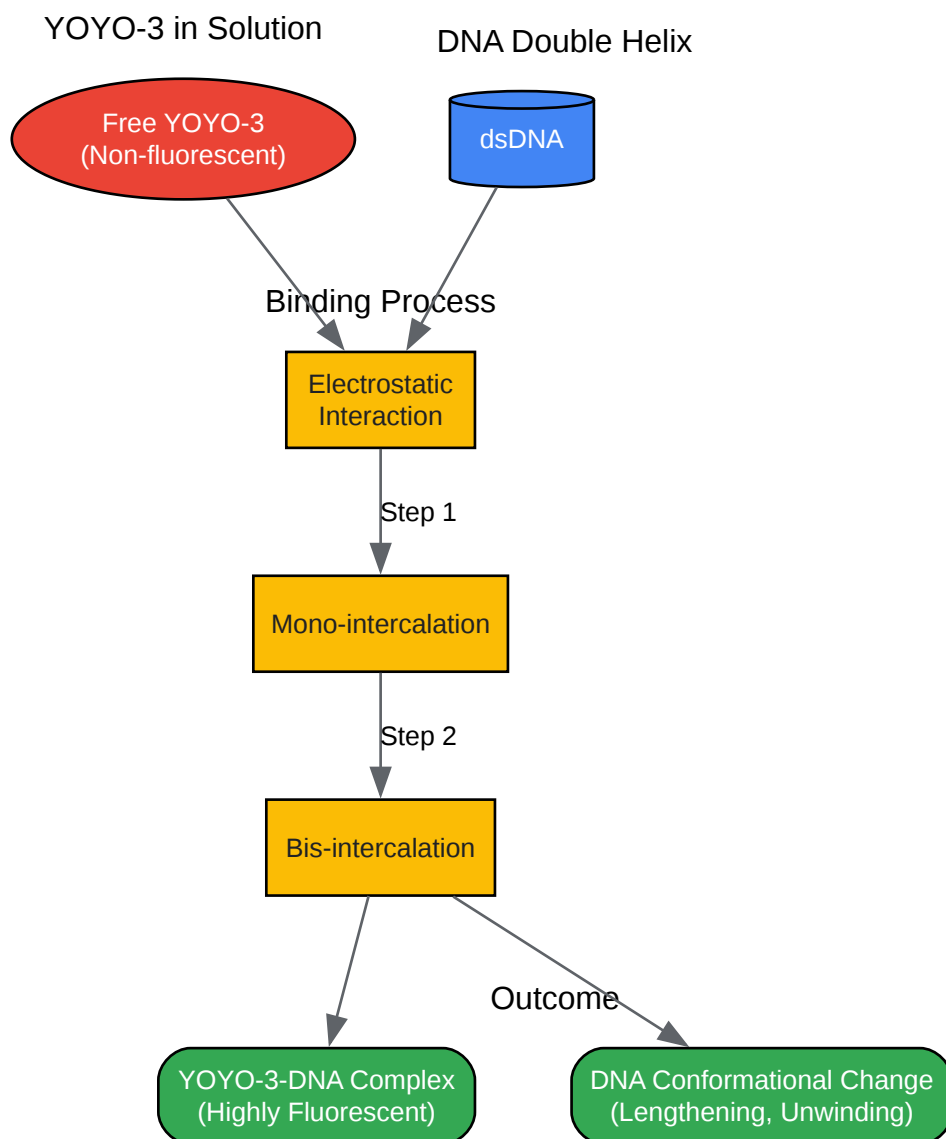 YOYO-3 in Solution
DNA Double Helix
Free YOYO-3
(Non-fluorescent)
dsDNA
Binding Process
Electrostatic
Interaction
Step 1
Mono-intercalation
Step 2
Bis-intercalation
Outcome
YOYO-3-DNA Complex
(Highly Fluorescent)
DNA Conformational Change
(Lengthening, Unwinding)